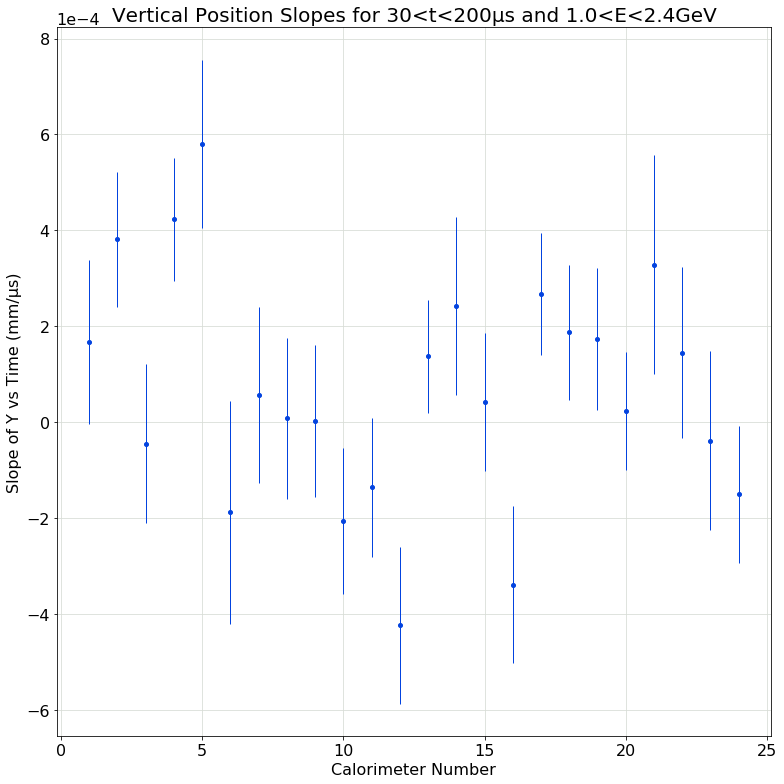 Vertical Position Slopes for 30<t<200μs and 1.0<E<2.4GeV
1e−4
8
6
4
2
0
−2
−4
−6
Slope of Y vs Time (mm/μs)
0 5 10 15 20 25
Calorimeter Number